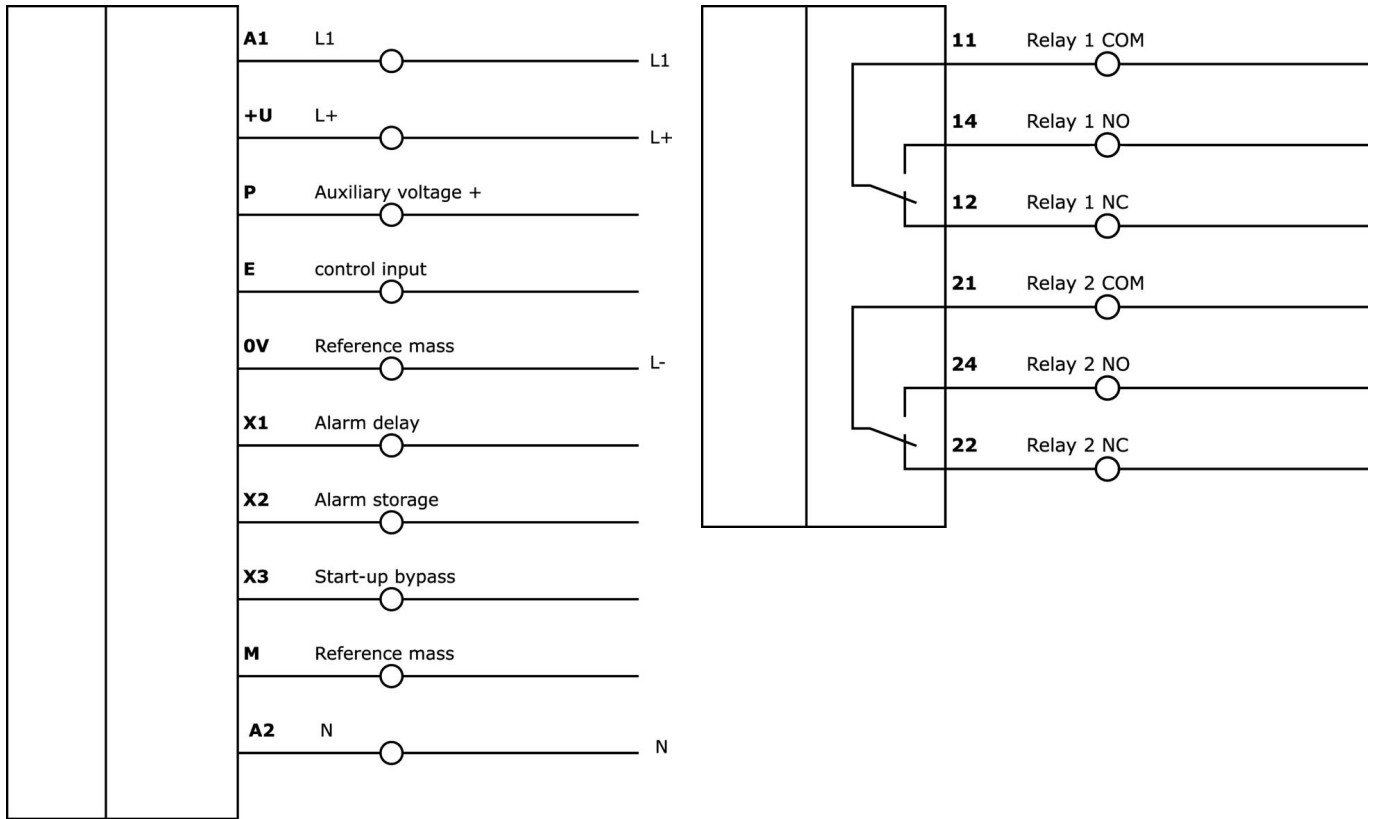 A1 L1
L1
+U L+
L+
P Auxiliary voltage +
E control input
0V Reference mass
L-
X1 Alarm delay
X2 Alarm storage
X3 Start-up bypass
M Reference mass
A2 N
N
11 Relay 1 COM
14 Relay 1 NO
12 Relay 1 NC
21 Relay 2 COM
24 Relay 2 NO
22 Relay 2 NC